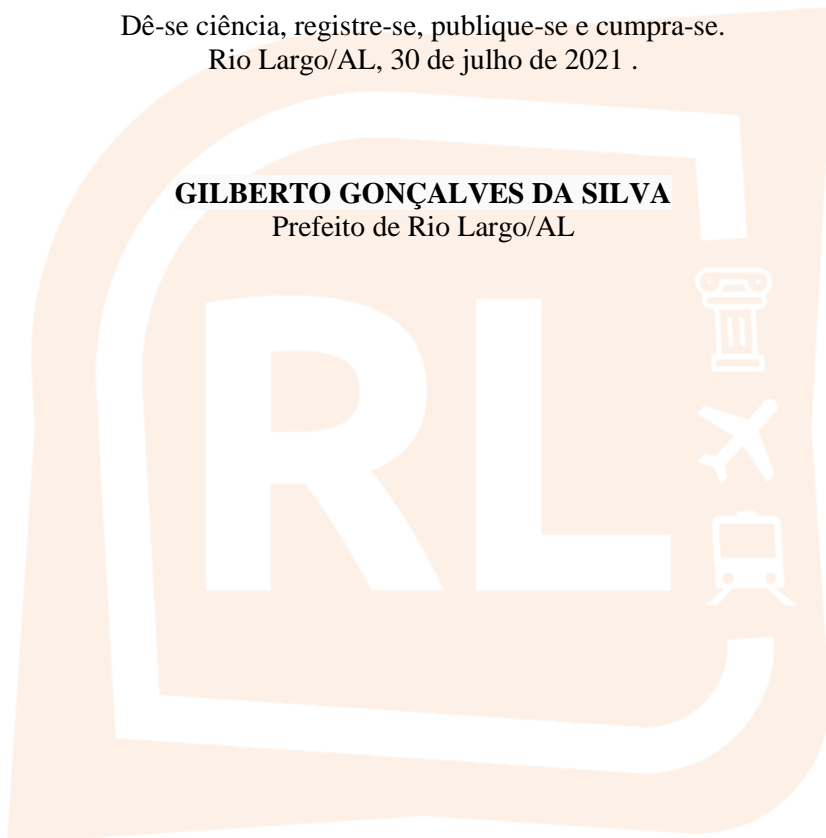 Dê-se ciência, registre-se, publique-se e cumpra-se.
Rio Largo/AL, 30 de julho de 2021 .
GILBERTO GONÇALVES DA SILVA
Prefeito de Rio Largo/AL
RL